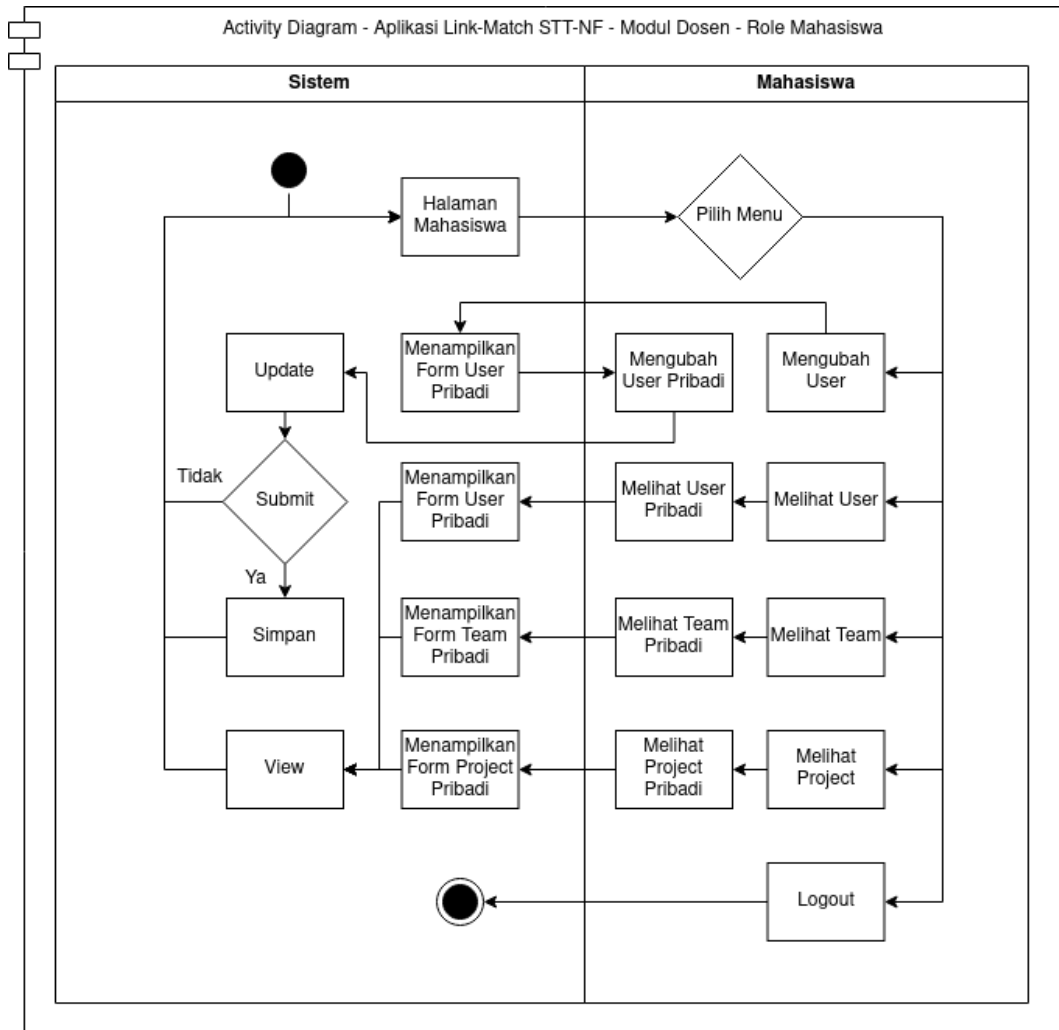 Activity Diagram - Aplikasi Link-Match STT-NF - Modul Dosen - Role Mahasiswa
Sistem
Mahasiswa
Halaman
Mahasiswa
Pilih Menu
Update
Menampilkan
Form User
Pribadi
Mengubah
User Pribadi
Mengubah
User
Tidak
Submit
Menampilkan
Form User
Pribadi
Melihat User
Pribadi
Melihat User
Ya
Simpan
Menampilkan
Form Team
Pribadi
Melihat Team
Pribadi
Melihat Team
View
Menampilkan
Form Project
Pribadi
Melihat
Project
Pribadi
Melihat
Project
Logout